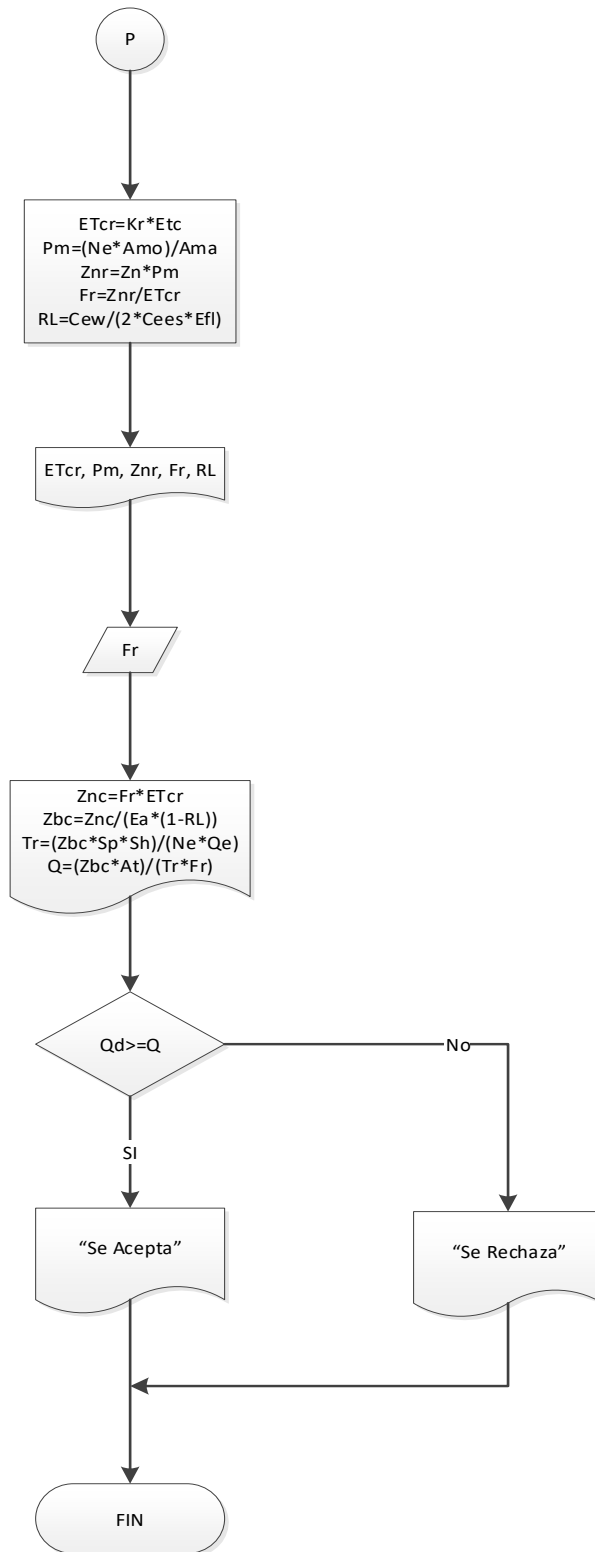 P
ETcr=Kr*Etc
Pm=(Ne*Amo)/Ama
Znr=Zn*Pm
Fr=Znr/ETcr
RL=Cew/(2*Cees*Efl)
ETcr, Pm, Znr, Fr, RL
Fr
Znc=Fr*ETcr
Zbc=Znc/(Ea*(1-RL))
Tr=(Zbc*Sp*Sh)/(Ne*Qe)
Q=(Zbc*At)/(Tr*Fr)
Qd>=Q
No
SI
“Se Acepta”
“Se Rechaza”
FIN